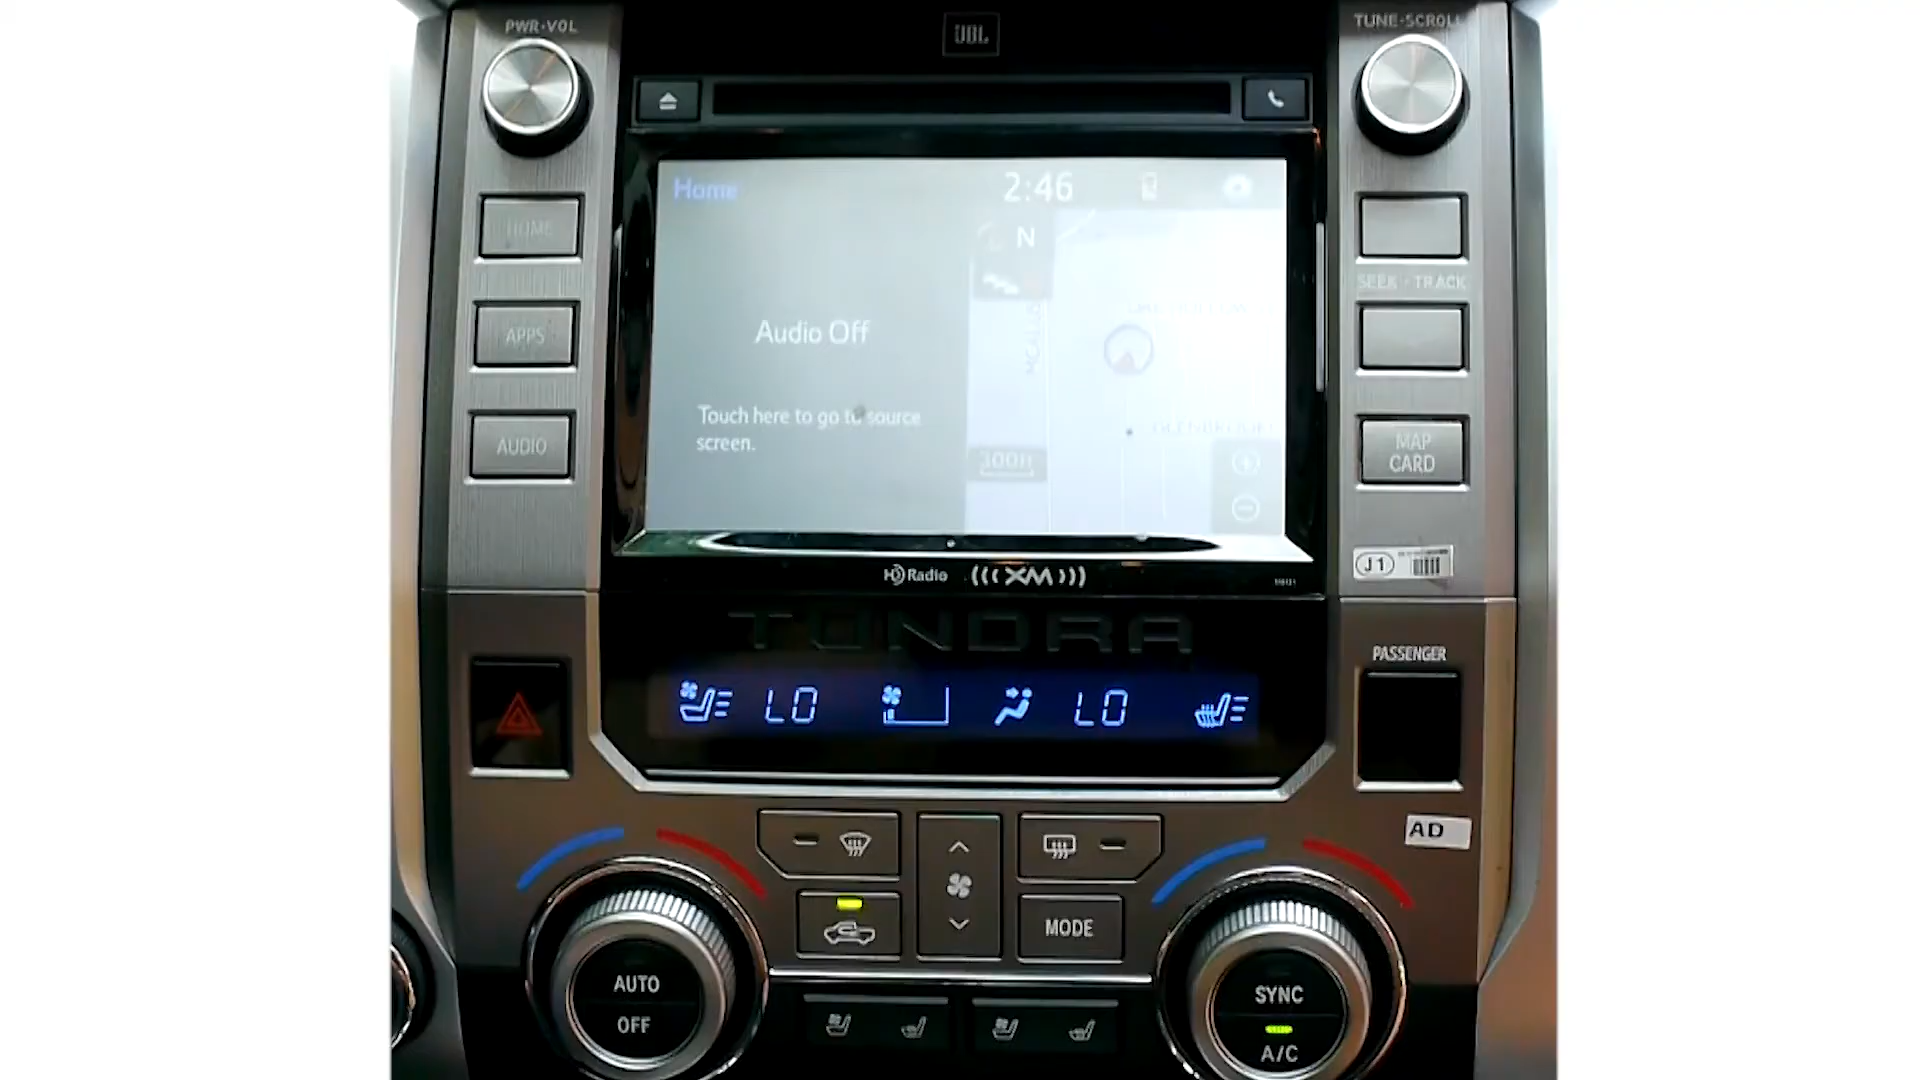 PWR·VOL
JBL
TUNE·SCROLL
Home
2:46
HOME
N
SEEK · TRACK
Audio Off
APPS
Touch here to go to source
screen.
AUDIO
MAP
CARD
J1
HD Radio
(((XM)))
TUNDRA
PASSENGER
LO
LO
AD
MODE
AUTO
OFF
SYNC
A/C